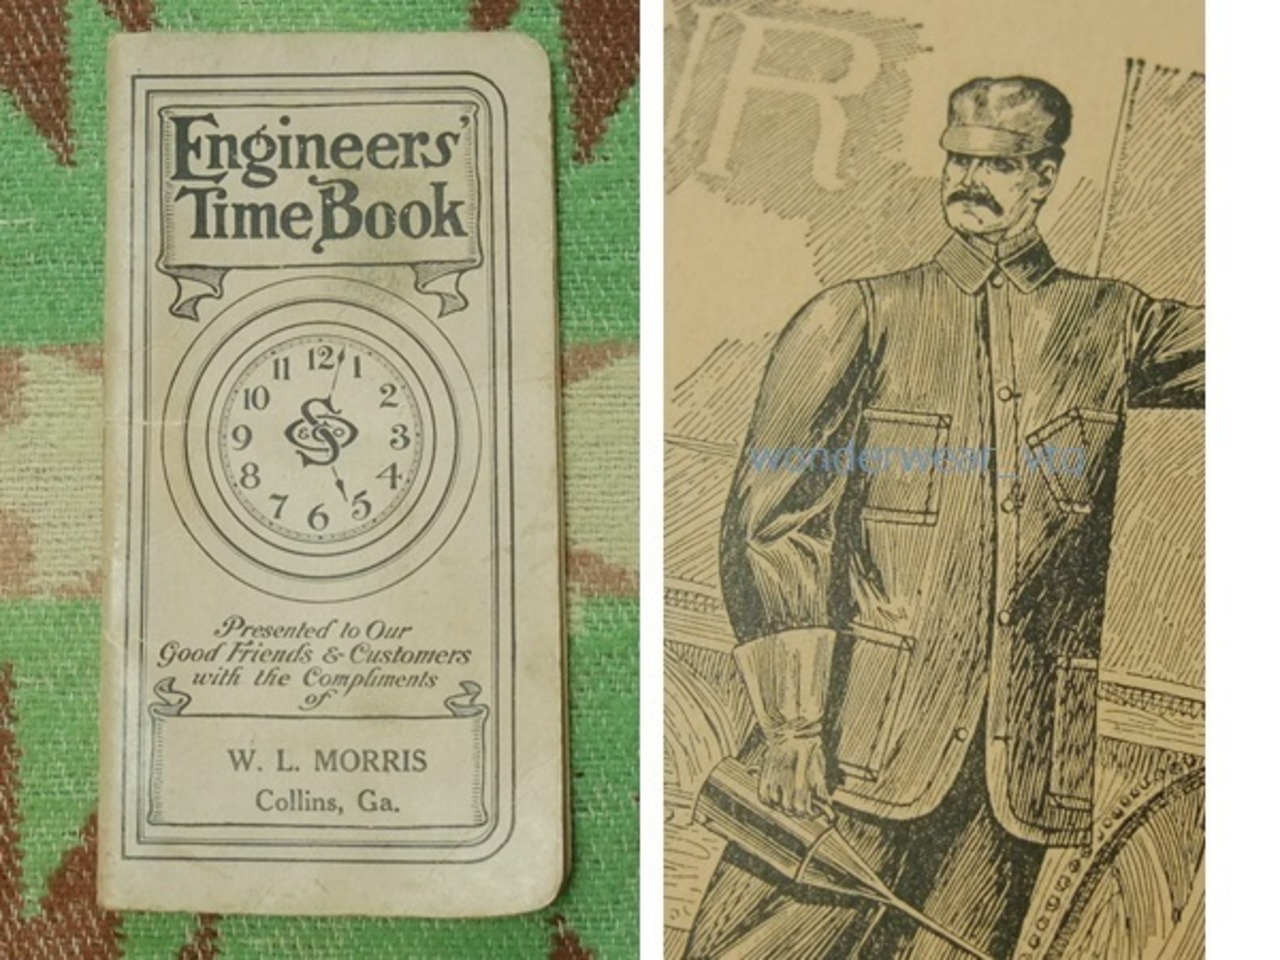 Engineers'
Time Book
12
1
2
3
4
5
6
7
8
9
10
11
S
& Co
Presented to Our
Good Friends & Customers
with the Compliments
of
W. L. MORRIS
Collins, Ga.
R
wonderwear_vtg